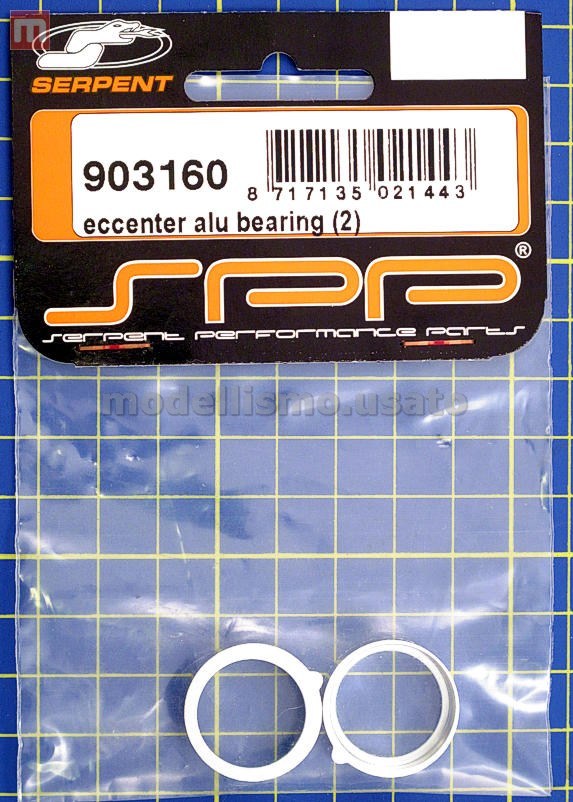 m
SERPENT
903160
8 717135 021443
eccenter alu bearing (2)
SPP®
serpent performance parts
modellismo.usato